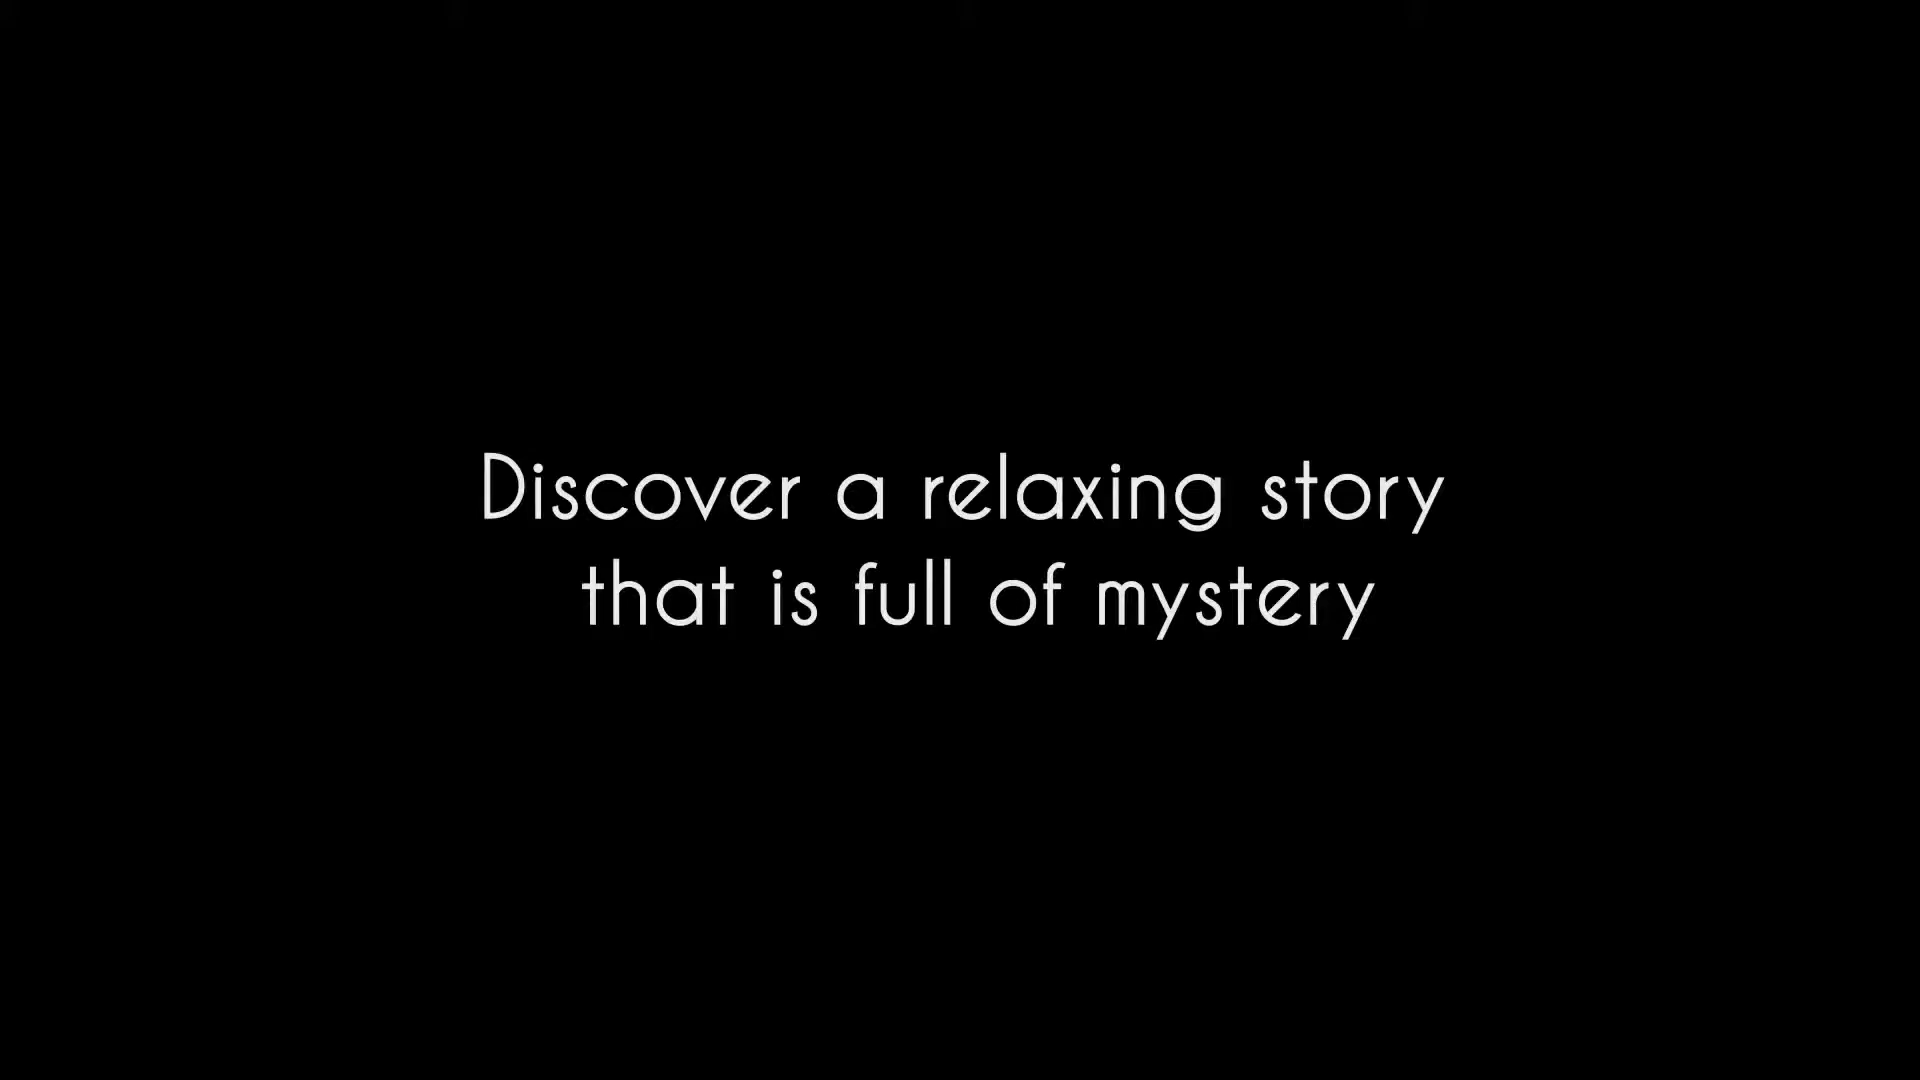 Discover a relaxing story
that is full of mystery